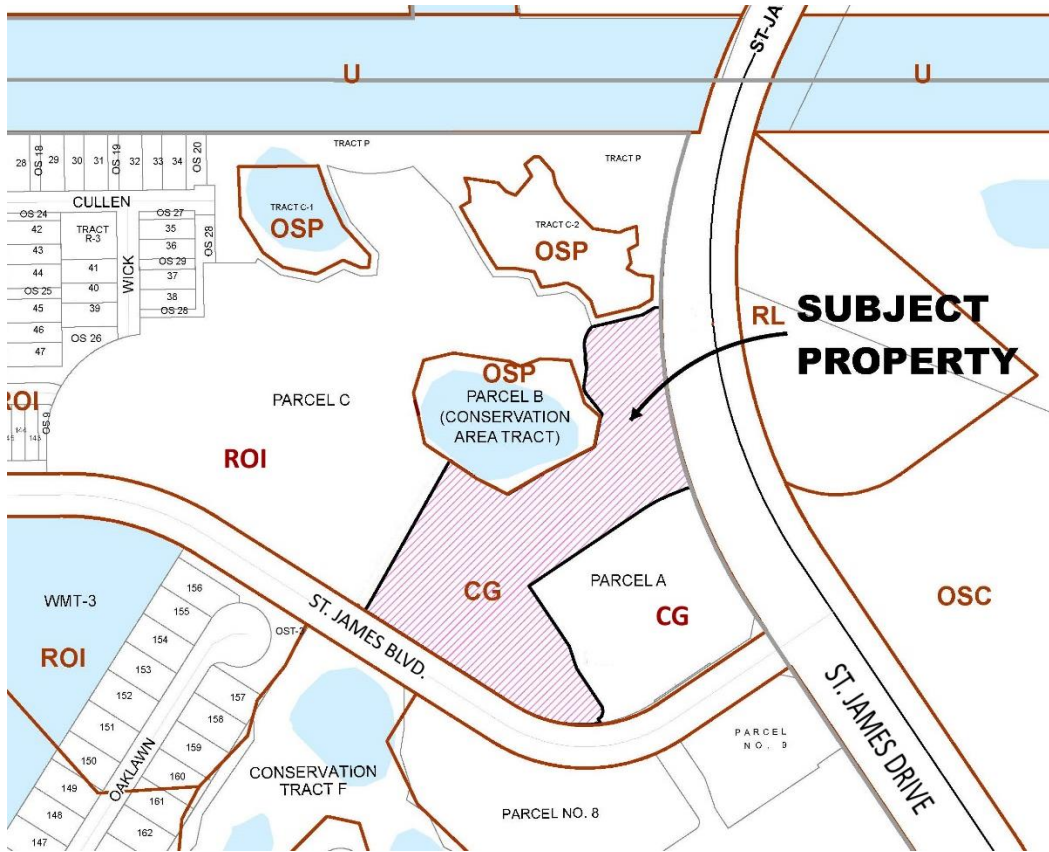 ST-JA
U
U
TRACT P
TRACT P
28
OS 18
29
30
31
OS 19
32
33
34
OS 20
CULLEN
OS 24
42
43
44
OS 25
45
46
47
TRACT
R-3
41
40
39
OS 26
WICK
OS 27
35
36
OS 29
37
38
OS 28
OS 28
TRACT C-1
OSP
TRACT C-2
OSP
RL
SUBJECT
PROPERTY
OSP
PARCEL B
(CONSERVATION
AREA TRACT)
PARCEL C
ROI
ROI
144
143
OS 9
CG
PARCEL A
CG
OSC
WMT-3
ROI
ST. JAMES BLVD.
ST. JAMES DRIVE
156
155
154
153
152
151
150
149
148
147
OAKLAWN
157
158
159
160
161
162
CONSERVATION
TRACT F
PARCEL NO. 8
PARCEL
NO. 9